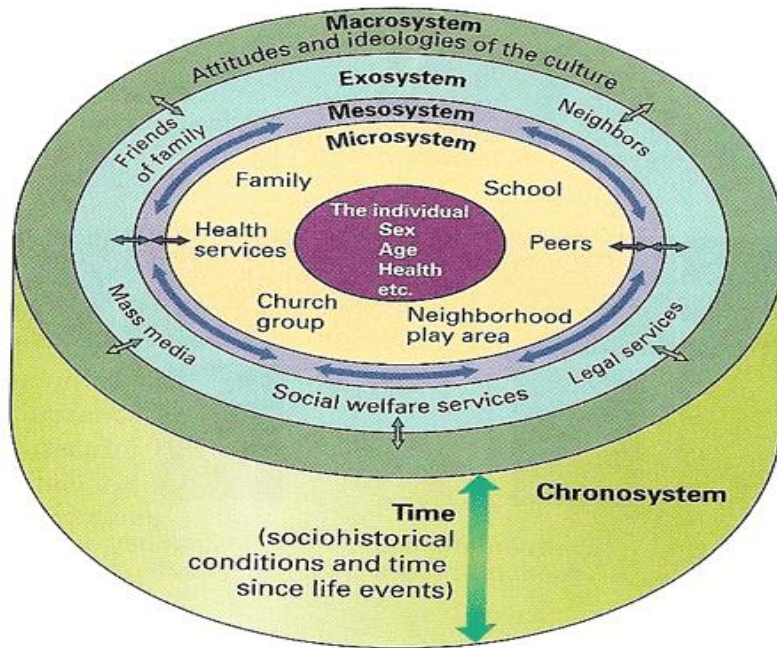 Macrosystem
Attitudes and ideologies of the culture
Exosystem
Mesosystem
Microsystem
Friends
of family
Neighbors
Family
School
The individual
Sex
Age
Health
etc.
Health
services
Peers
Church
group
Neighborhood
play area
Mass media
Social welfare services
Legal services
Chronosystem
Time
(sociohistorical
conditions and time
since life events)